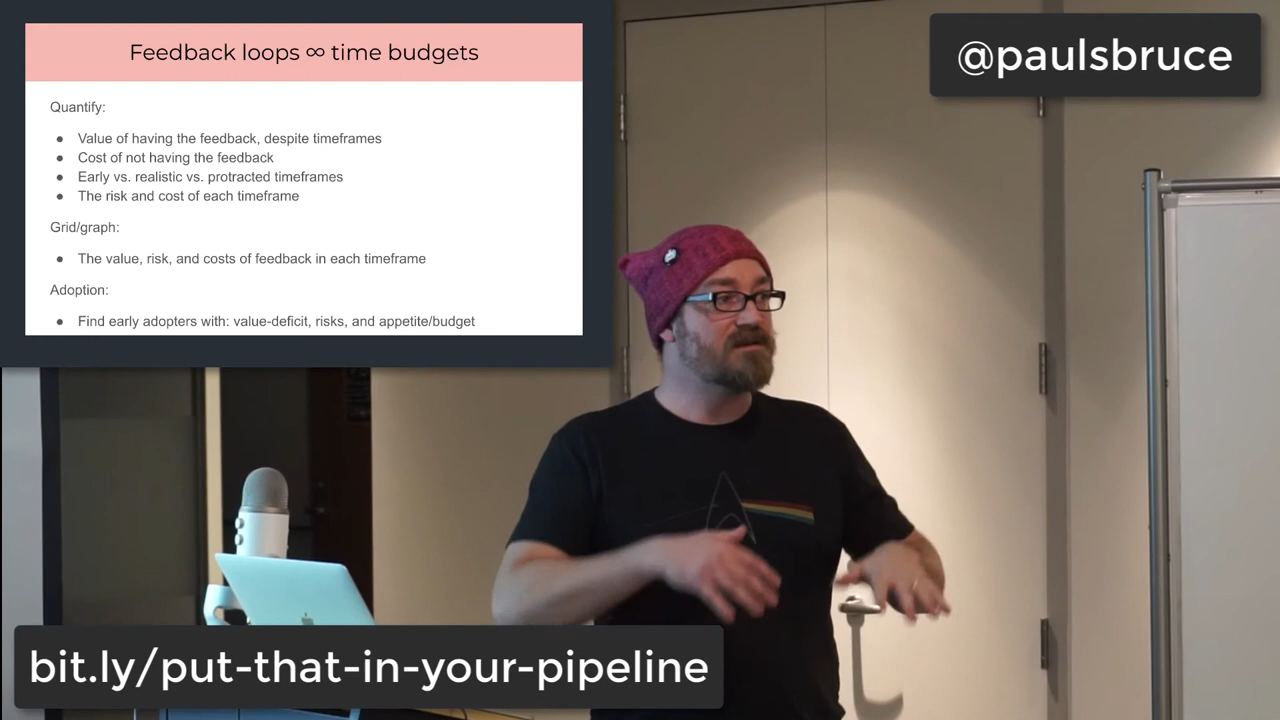 Feedback loops ∞ time budgets
@paulsbruce
Quantify:
● Value of having the feedback, despite timeframes
● Cost of not having the feedback
● Early vs. realistic vs. protracted timeframes
● The risk and cost of each timeframe
Grid/graph:
● The value, risk, and costs of feedback in each timeframe
Adoption:
● Find early adopters with: value-deficit, risks, and appetite/budget
bit.ly/put-that-in-your-pipeline